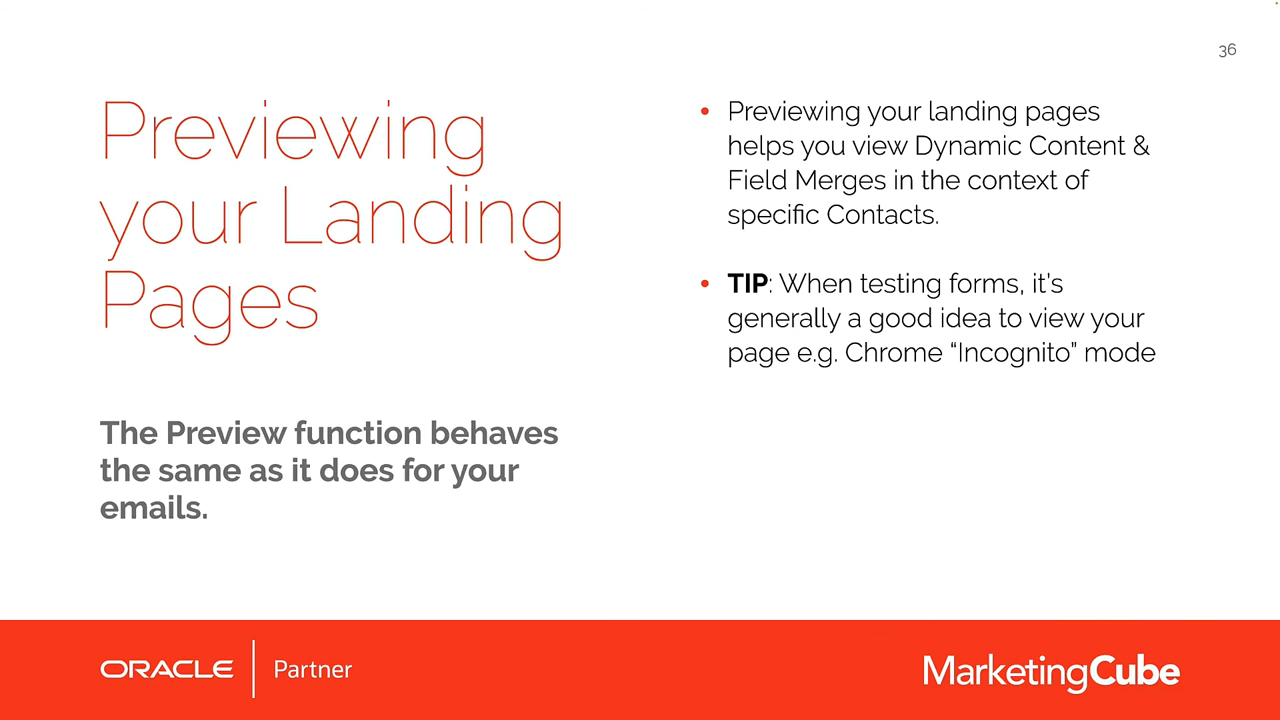 36
Previewing
your Landing
Pages
The Preview function behaves
the same as it does for your
emails.
• Previewing your landing pages
helps you view Dynamic Content &
Field Merges in the context of
specific Contacts.
• TIP: When testing forms, it's
generally a good idea to view your
page e.g. Chrome “Incognito” mode
ORACLE | Partner
MarketingCube